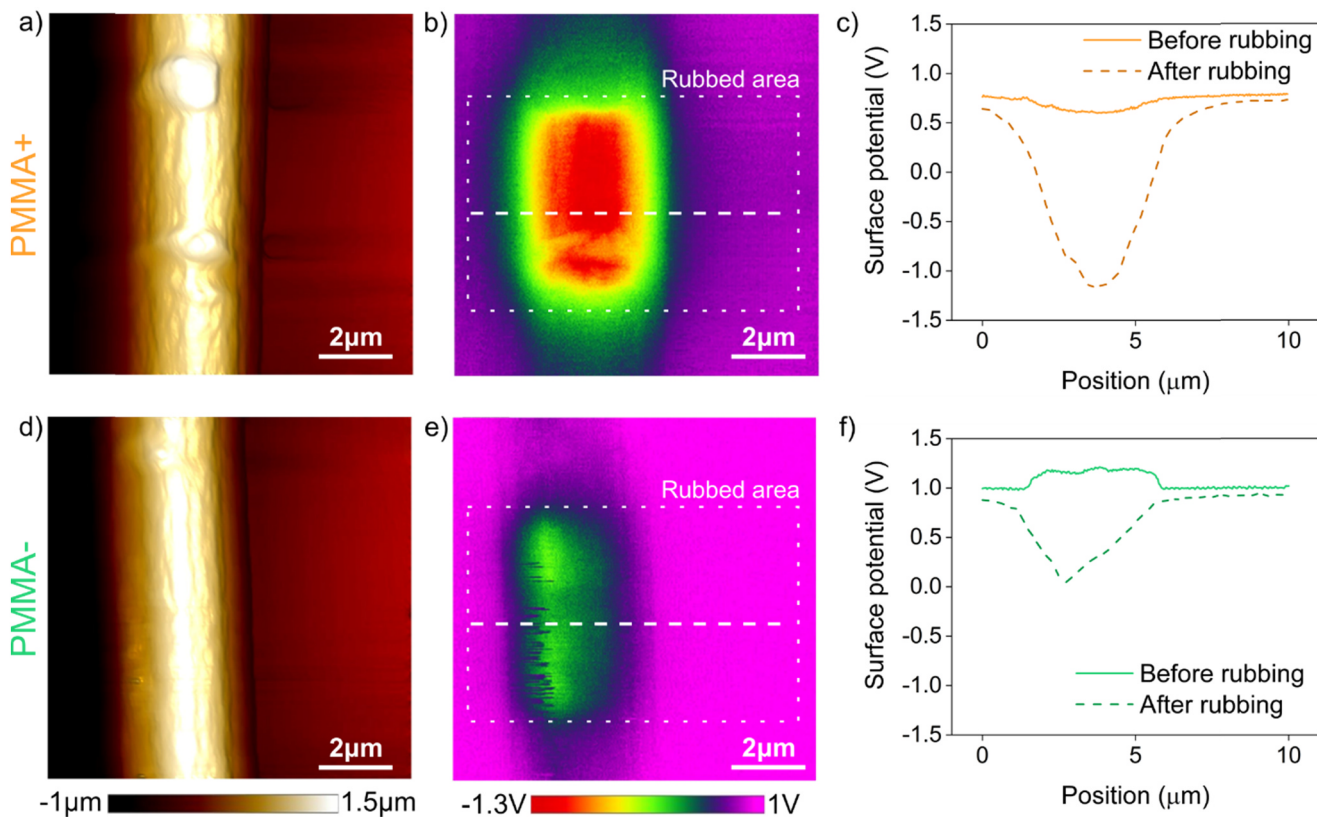 a)
b)
c)
PMMA+
2µm
Rubbed area
2µm
Surface potential (V)
1.5
1.0
0.5
0.0
-0.5
-1.0
-1.5
Before rubbing
After rubbing
0
5
10
Position (µm)
d)
e)
f)
PMMA-
2µm
-1µm
1.5µm
Rubbed area
2µm
-1.3V
1V
Surface potential (V)
1.5
1.0
0.5
0.0
-0.5
-1.0
-1.5
Before rubbing
After rubbing
0
5
10
Position (µm)